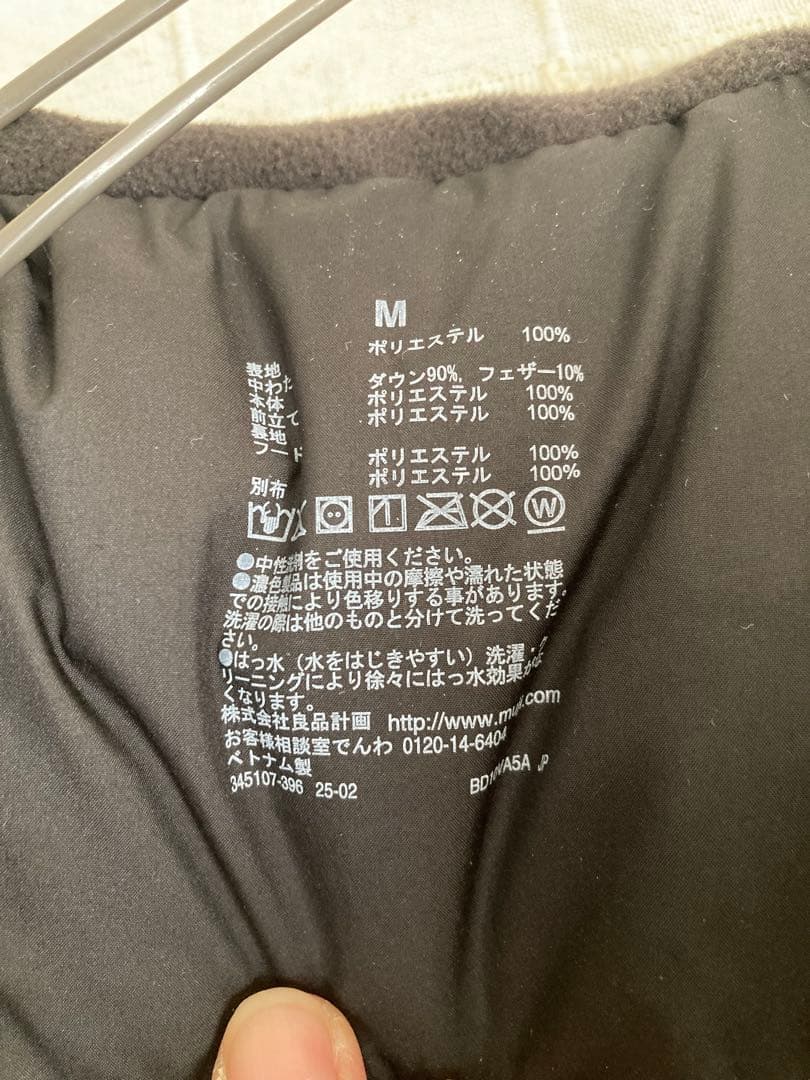 M
表地 ポリエステル 100%
中わた
本体 ダウン90%, フェザー10%
前立て ポリエステル 100%
裏地 ポリエステル 100%
フード
ポリエステル 100%
別布 ポリエステル 100%
●中性洗剤をご使用ください。
●濃色製品は使用中の摩擦や濡れた状態
での接触により色移りする事があります。
洗濯の際は他のものと分けて洗ってくだ
さい。
●はっ水（水をはじきやすい）洗濯・ク
リーニングにより徐々にはっ水効果がな
くなります。
株式会社良品計画 http://www.muji.com
お客様相談室でんわ 0120-14-6404
ベトナム製
345107-396 25-02 JP